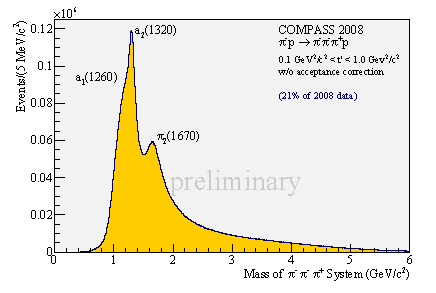 ×10⁶
Events/(5 MeV/c²)
0.12
0.1
0.08
0.06
0.04
0.02
0
a₂(1320)
a₁(1260)
π₂(1670)
COMPASS 2008
π⁻p → π⁻π⁻π⁺p
0.1 GeV²/c² < t' < 1.0 GeV²/c²
w/o acceptance correction
(21% of 2008 data)
preliminary
0 1 2 3 4 5 6
Mass of π⁻π⁻π⁺ System (GeV/c²)